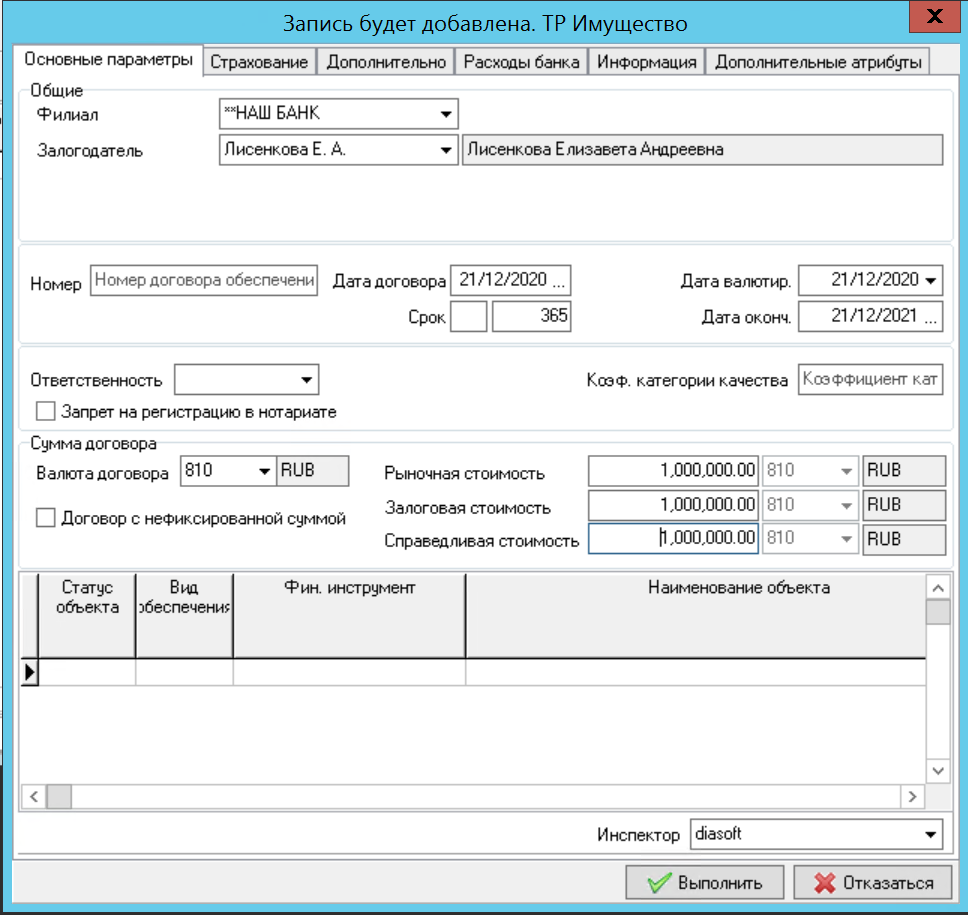 Запись будет добавлена. ТР Имущество
Основные параметры Страхование Дополнительно Расходы банка Информация Дополнительные атрибуты
Общие
Филиал **НАШ БАНК
Залогодатель Лисенкова Е. А. Лисенкова Елизавета Андреевна
Номер Номер договора обеспечени Дата договора 21/12/2020 ... Дата валютир. 21/12/2020
Срок 365 Дата оконч. 21/12/2021 ...
Ответственность Коэф. категории качества Коэффициент кат
Запрет на регистрацию в нотариате
Сумма договора
Валюта договора 810 RUB Рыночная стоимость 1,000,000.00 810 RUB
Договор с нефиксированной суммой Залоговая стоимость 1,000,000.00 810 RUB
Справедливая стоимость 1,000,000.00 810 RUB
Статус Вид Фин. инструмент Наименование объекта
объекта обеспечения
Инспектор diasoft
Выполнить Отказаться